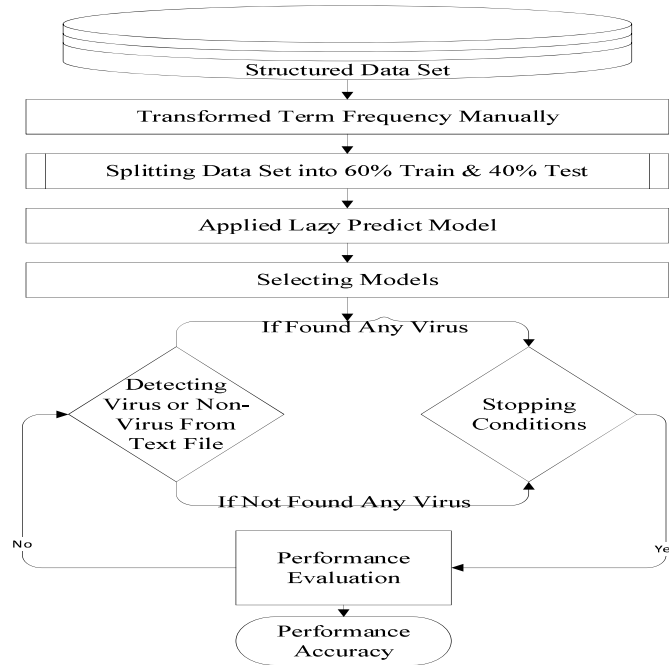 Structured Data Set
Transformed Term Frequency Manually
Splitting Data Set into 60% Train & 40% Test
Applied Lazy Predict Model
Selecting Models
If Found Any Virus
Detecting
Virus or Non-
Virus From
Text File
Stopping
Conditions
If Not Found Any Virus
No
Ye
Performance
Evaluation
Performance
Accuracy